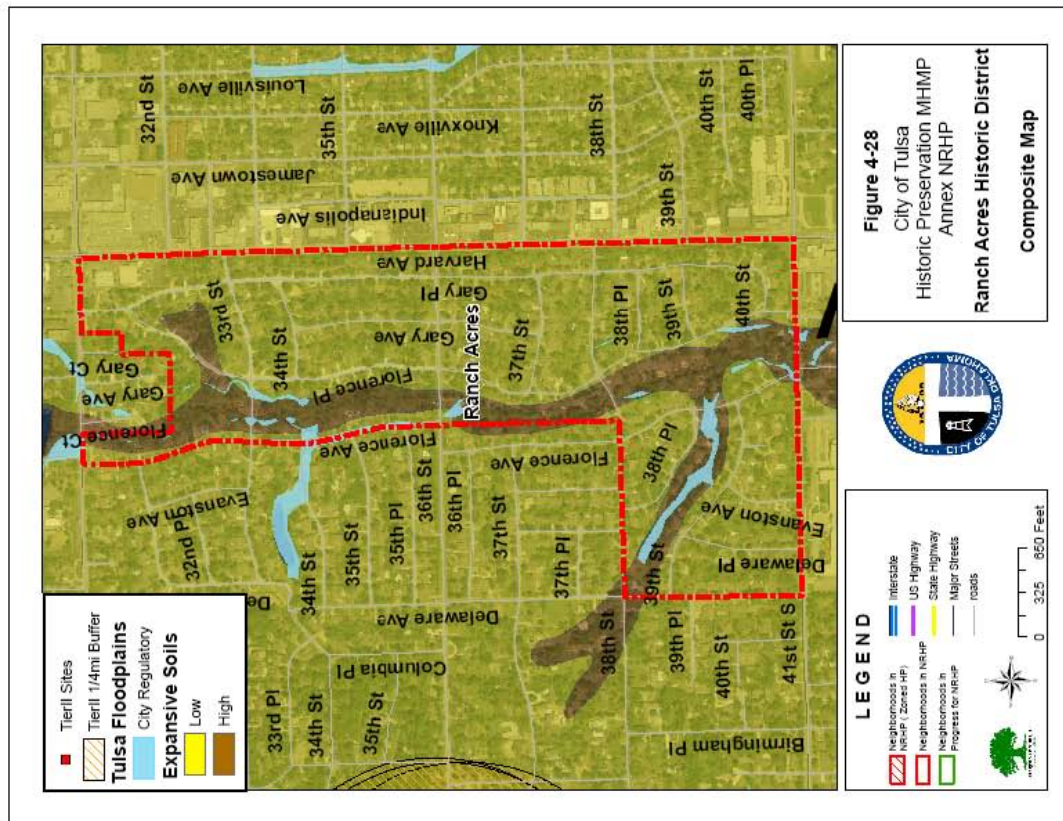 TierII Sites
TierII 1/4mi Buffer
Tulsa Floodplains
City Regulatory
Expansive Soils
Low
High
LEGEND
Neighborhoods in
NRHP ( Zoned HP)
Neighborhoods in NRHP
Neighborhoods In
Progress for NRHP
Interstate
US Highway
State Highway
Major Streets
roads
0 325 650 Feet
CITY OF TULSA OKLAHOMA
Figure 4-28
City of Tulsa
Historic Preservation MHMP
Annex NRHP
Ranch Acres Historic District
Composite Map
Louisville Ave
32nd St
35th St
Knoxville Ave
38th St
40th St
40th Pl
Jamestown Ave
Indianapolis Ave
39th St
Harvard Ave
Gary Pl
33rd St
Gary Ct
Gary Ave
34th St
Gary Ave
Ranch Acres
37th St
38th Pl
39th St
40th St
Florence Pl
Florence Ct
Florence Ave
Florence Ave
38th Pl
Evanston Ave
32nd Pl
34th St
35th St
35th Pl
36th St
36th Pl
37th St
37th Pl
Evanston Ave
Delaware Pl
39th St
De
Delaware Ave
Columbia Pl
33rd Pl
34th St
35th St
38th St
39th Pl
40th St
41st St S
Birmingham Pl